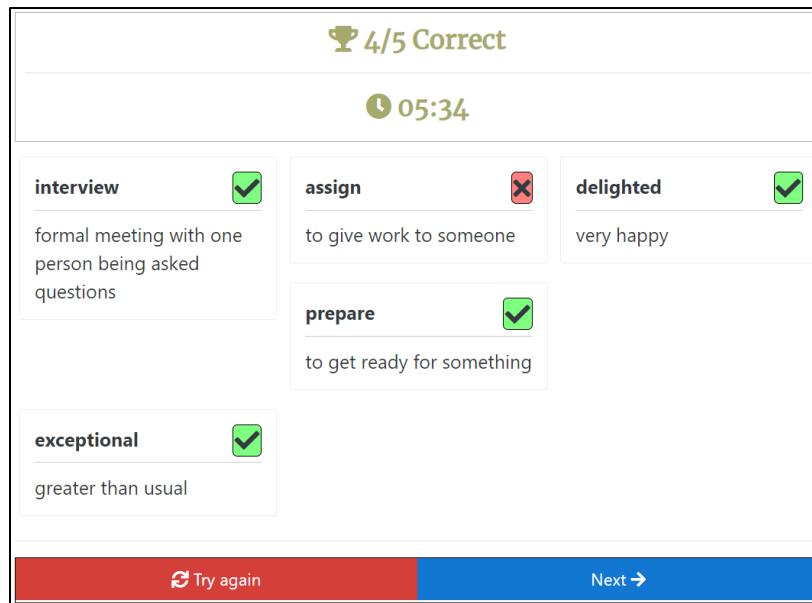 4/5 Correct
05:34
interview
formal meeting with one
person being asked
questions
assign
to give work to someone
delighted
very happy
prepare
to get ready for something
exceptional
greater than usual
Try again
Next